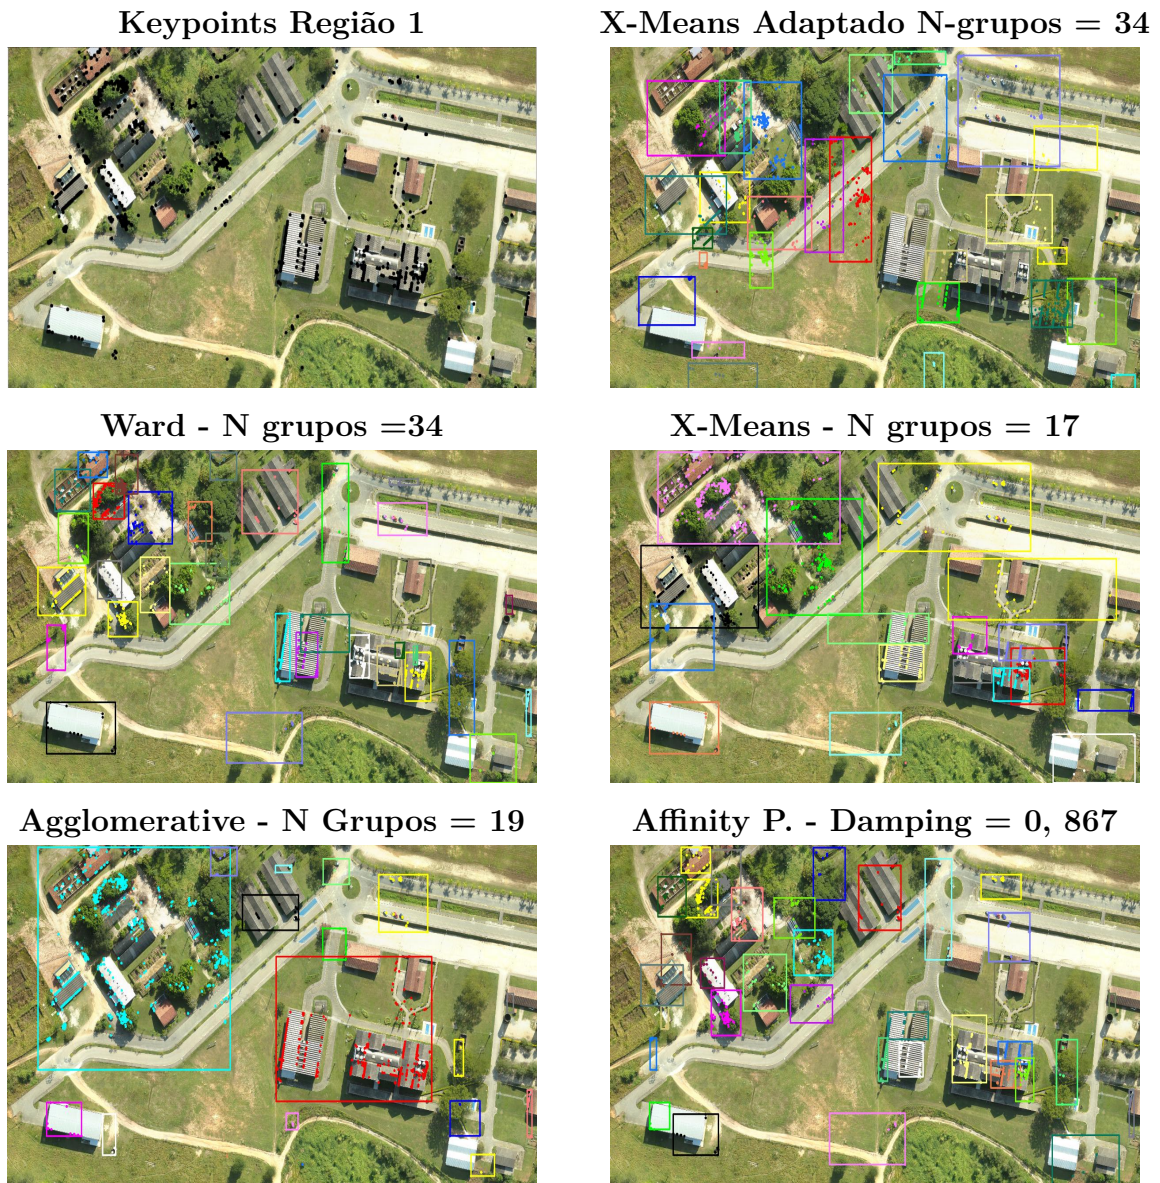 Keypoints Região 1
X-Means Adaptado N-grupos = 34
Ward - N grupos =34
X-Means - N grupos = 17
Agglomerative - N Grupos = 19
Affinity P. - Damping = 0, 867